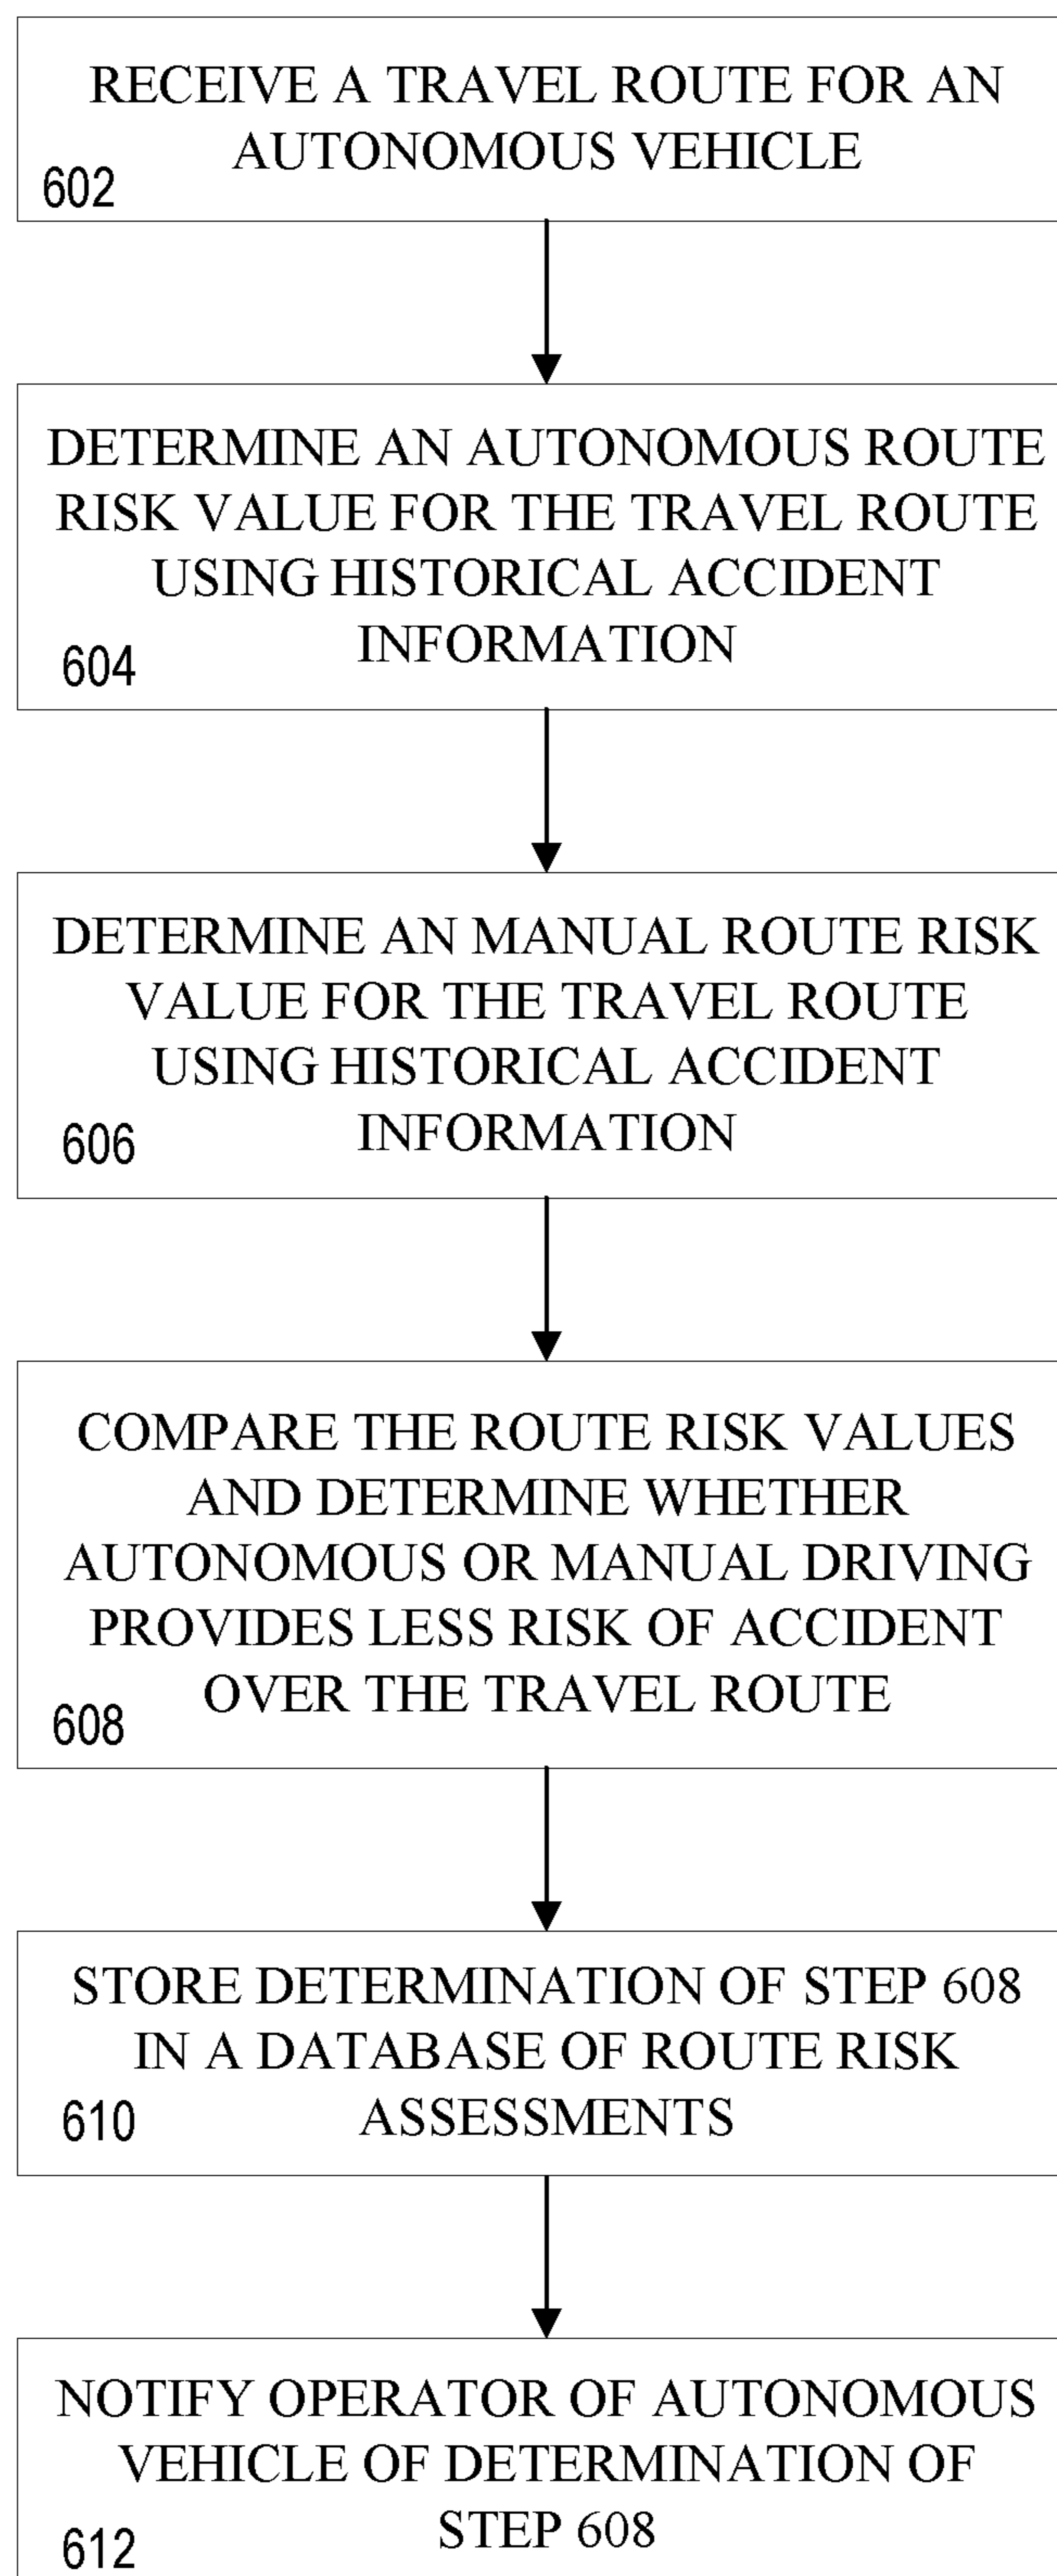 RECEIVE A TRAVEL ROUTE FOR AN
AUTONOMOUS VEHICLE
602
DETERMINE AN AUTONOMOUS ROUTE
RISK VALUE FOR THE TRAVEL ROUTE
USING HISTORICAL ACCIDENT
INFORMATION
604
DETERMINE AN MANUAL ROUTE RISK
VALUE FOR THE TRAVEL ROUTE
USING HISTORICAL ACCIDENT
INFORMATION
606
COMPARE THE ROUTE RISK VALUES
AND DETERMINE WHETHER
AUTONOMOUS OR MANUAL DRIVING
PROVIDES LESS RISK OF ACCIDENT
OVER THE TRAVEL ROUTE
608
STORE DETERMINATION OF STEP 608
IN A DATABASE OF ROUTE RISK
ASSESSMENTS
610
NOTIFY OPERATOR OF AUTONOMOUS
VEHICLE OF DETERMINATION OF
STEP 608
612